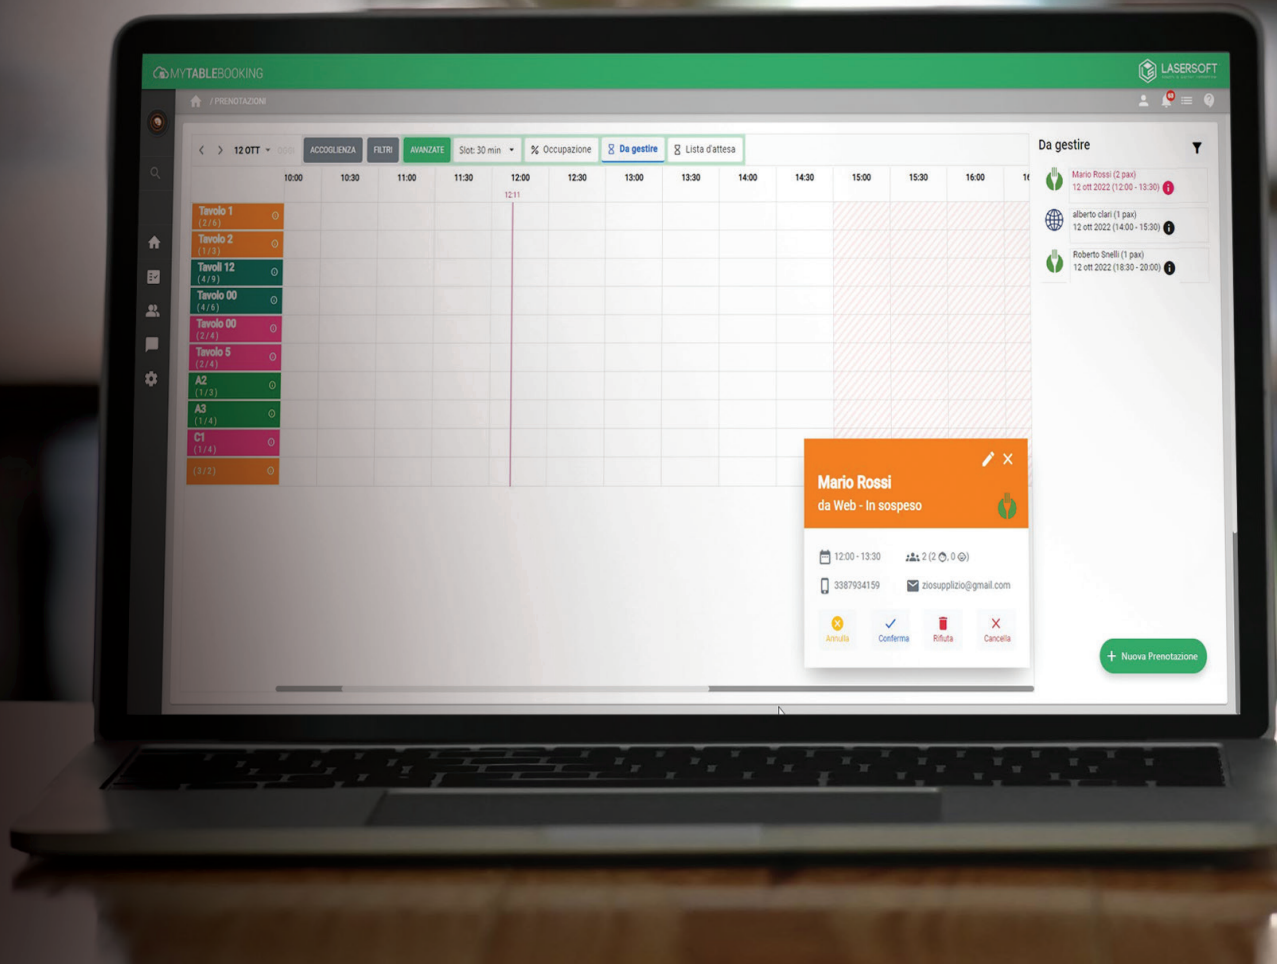 MYTABLEBOOKING
LASERSOFT
/ PRENOTAZIONI
12 OTT
ACCOGLIENZA
FILTRI
AVANZATE
Slot: 30 min
% Occupazione
Da gestire
Lista d'attesa
10:00 10:30 11:00 11:30 12:00 12:30 13:00 13:30 14:00 14:30 15:00 15:30 16:00
12:11
Tavolo 1
(2/6)
Tavolo 2
(1/3)
Tavoli 12
(4/9)
Tavolo 00
(4/6)
Tavolo 00
(2/4)
Tavolo 5
(2/4)
A2
(1/3)
A3
(1/4)
C1
(1/4)
(3/2)
Da gestire
Mario Rossi (2 pax)
12 ott 2022 (12:00 - 13:30)
alberto clari (1 pax)
12 ott 2022 (14:00 - 15:30)
Roberto Snelli (1 pax)
12 ott 2022 (18:30 - 20:00)
Mario Rossi
da Web - In sospeso
12:00 - 13:30
2 (2, 0)
3387934159
ziosupplizio@gmail.com
Annulla
Conferma
Rifiuta
Cancella
+ Nuova Prenotazione